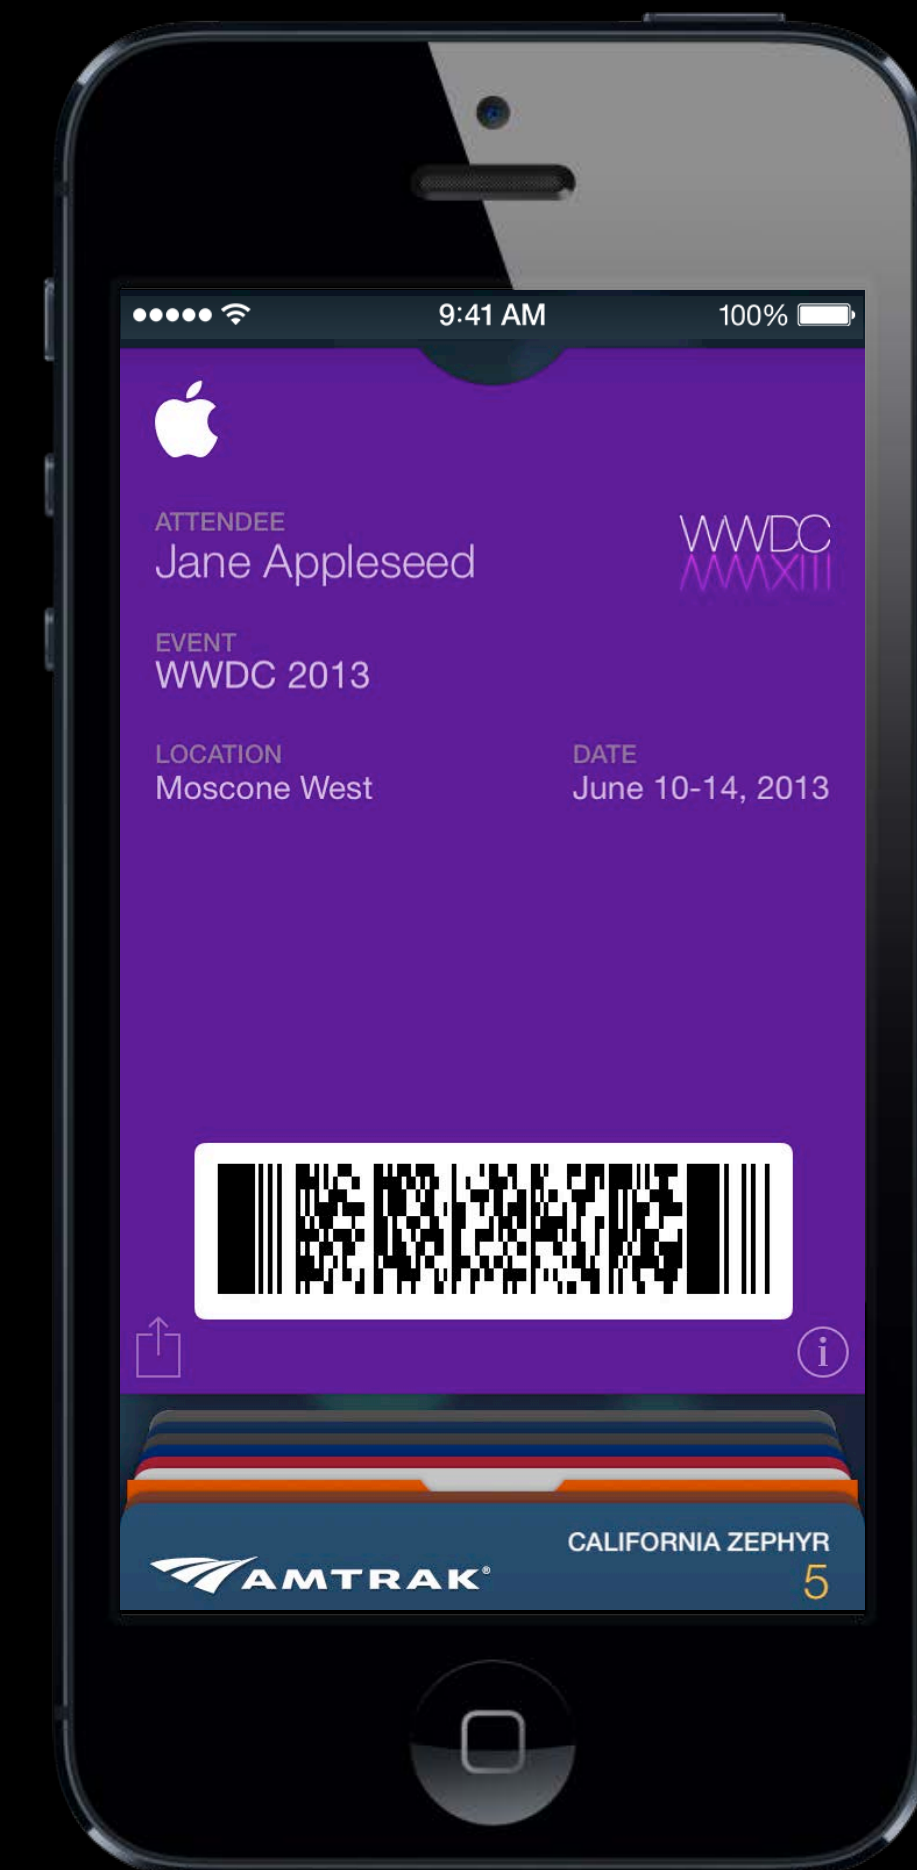 9:41 AM 100%
ATTENDEE
Jane Appleseed
WWDC
MMXIII
EVENT
WWDC 2013
LOCATION DATE
Moscone West June 10-14, 2013
i
CALIFORNIA ZEPHYR
AMTRAK®
5